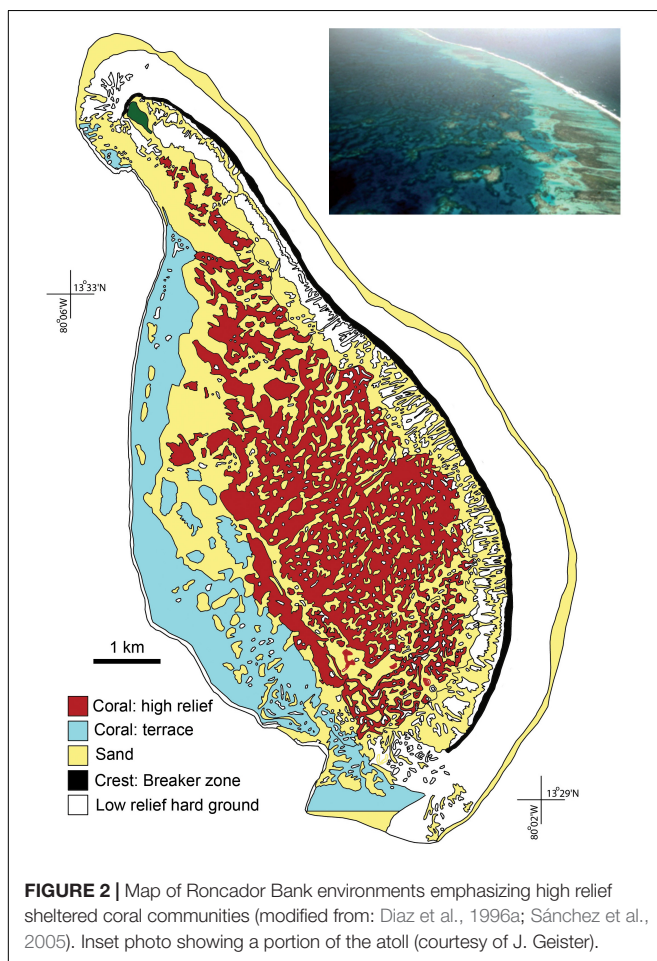 13°33'N
80°06'W
1 km
Coral: high relief
Coral: terrace
Sand
Crest: Breaker zone
Low relief hard ground
13°29'N
80°02'W
FIGURE 2 | Map of Roncador Bank environments emphasizing high relief
sheltered coral communities (modified from: Diaz et al., 1996a; Sánchez et al.,
2005). Inset photo showing a portion of the atoll (courtesy of J. Geister).